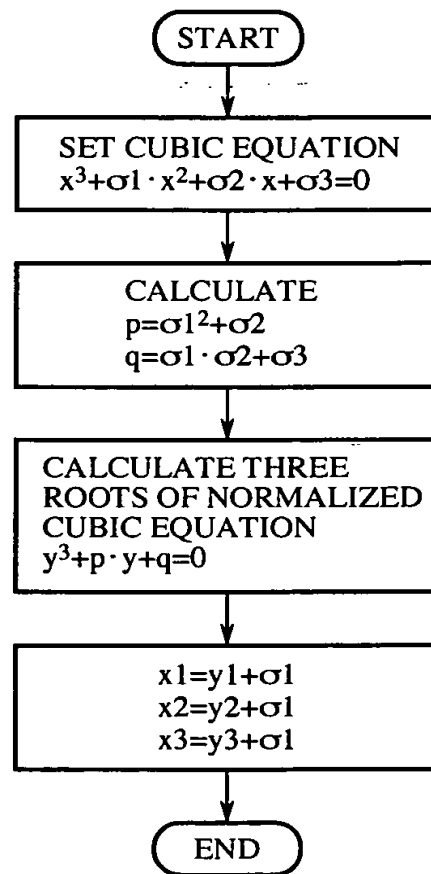 START
SET CUBIC EQUATION
x³+σ1·x²+σ2·x+σ3=0
CALCULATE
p=σ1²+σ2
q=σ1·σ2+σ3
CALCULATE THREE
ROOTS OF NORMALIZED
CUBIC EQUATION
y³+p·y+q=0
x1=y1+σ1
x2=y2+σ1
x3=y3+σ1
END